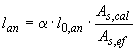 l_an = α · l_0,an · A_s,cal / A_s,ef